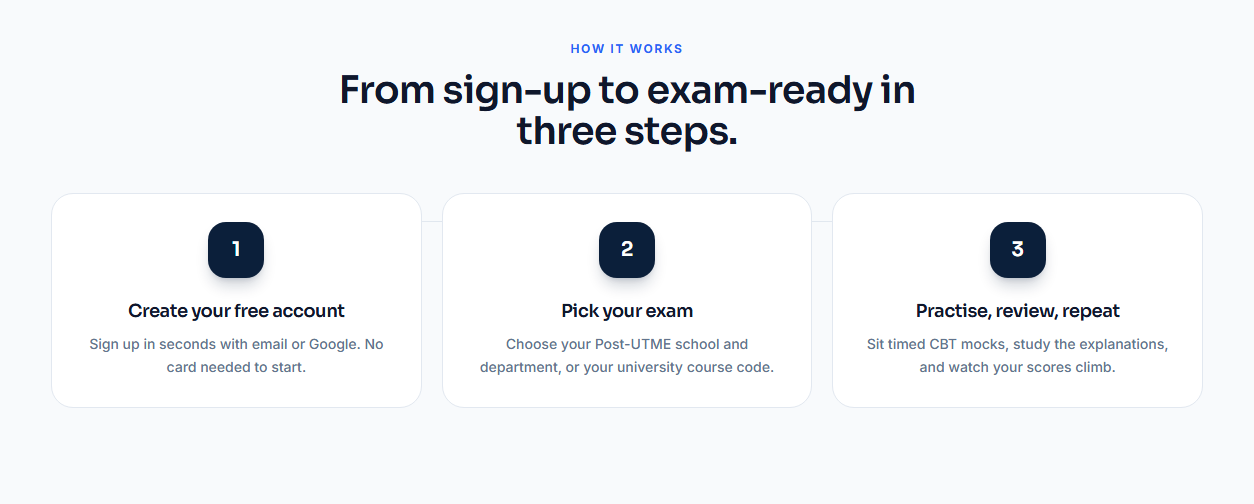 HOW IT WORKS
From sign-up to exam-ready in
three steps.
1
Create your free account
Sign up in seconds with email or Google. No
card needed to start.
2
Pick your exam
Choose your Post-UTME school and
department, or your university course code.
3
Practise, review, repeat
Sit timed CBT mocks, study the explanations,
and watch your scores climb.